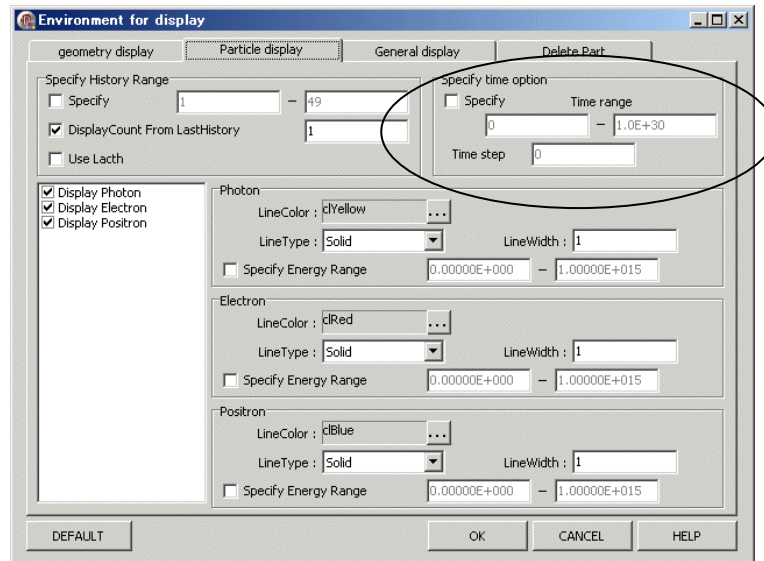 Environment for display
geometry display Particle display General display Delete Part
Specify History Range
Specify 1 – 49
DisplayCount From LastHistory 1
Use Lacth
Specify time option
Specify Time range
0 – 1.0E+30
Time step 0
Display Photon
Display Electron
Display Positron
Photon
LineColor : clYellow ...
LineType : Solid LineWidth : 1
Specify Energy Range 0.00000E+000 – 1.00000E+015
Electron
LineColor : clRed ...
LineType : Solid LineWidth : 1
Specify Energy Range 0.00000E+000 – 1.00000E+015
Positron
LineColor : clBlue ...
LineType : Solid LineWidth : 1
Specify Energy Range 0.00000E+000 – 1.00000E+015
DEFAULT OK CANCEL HELP